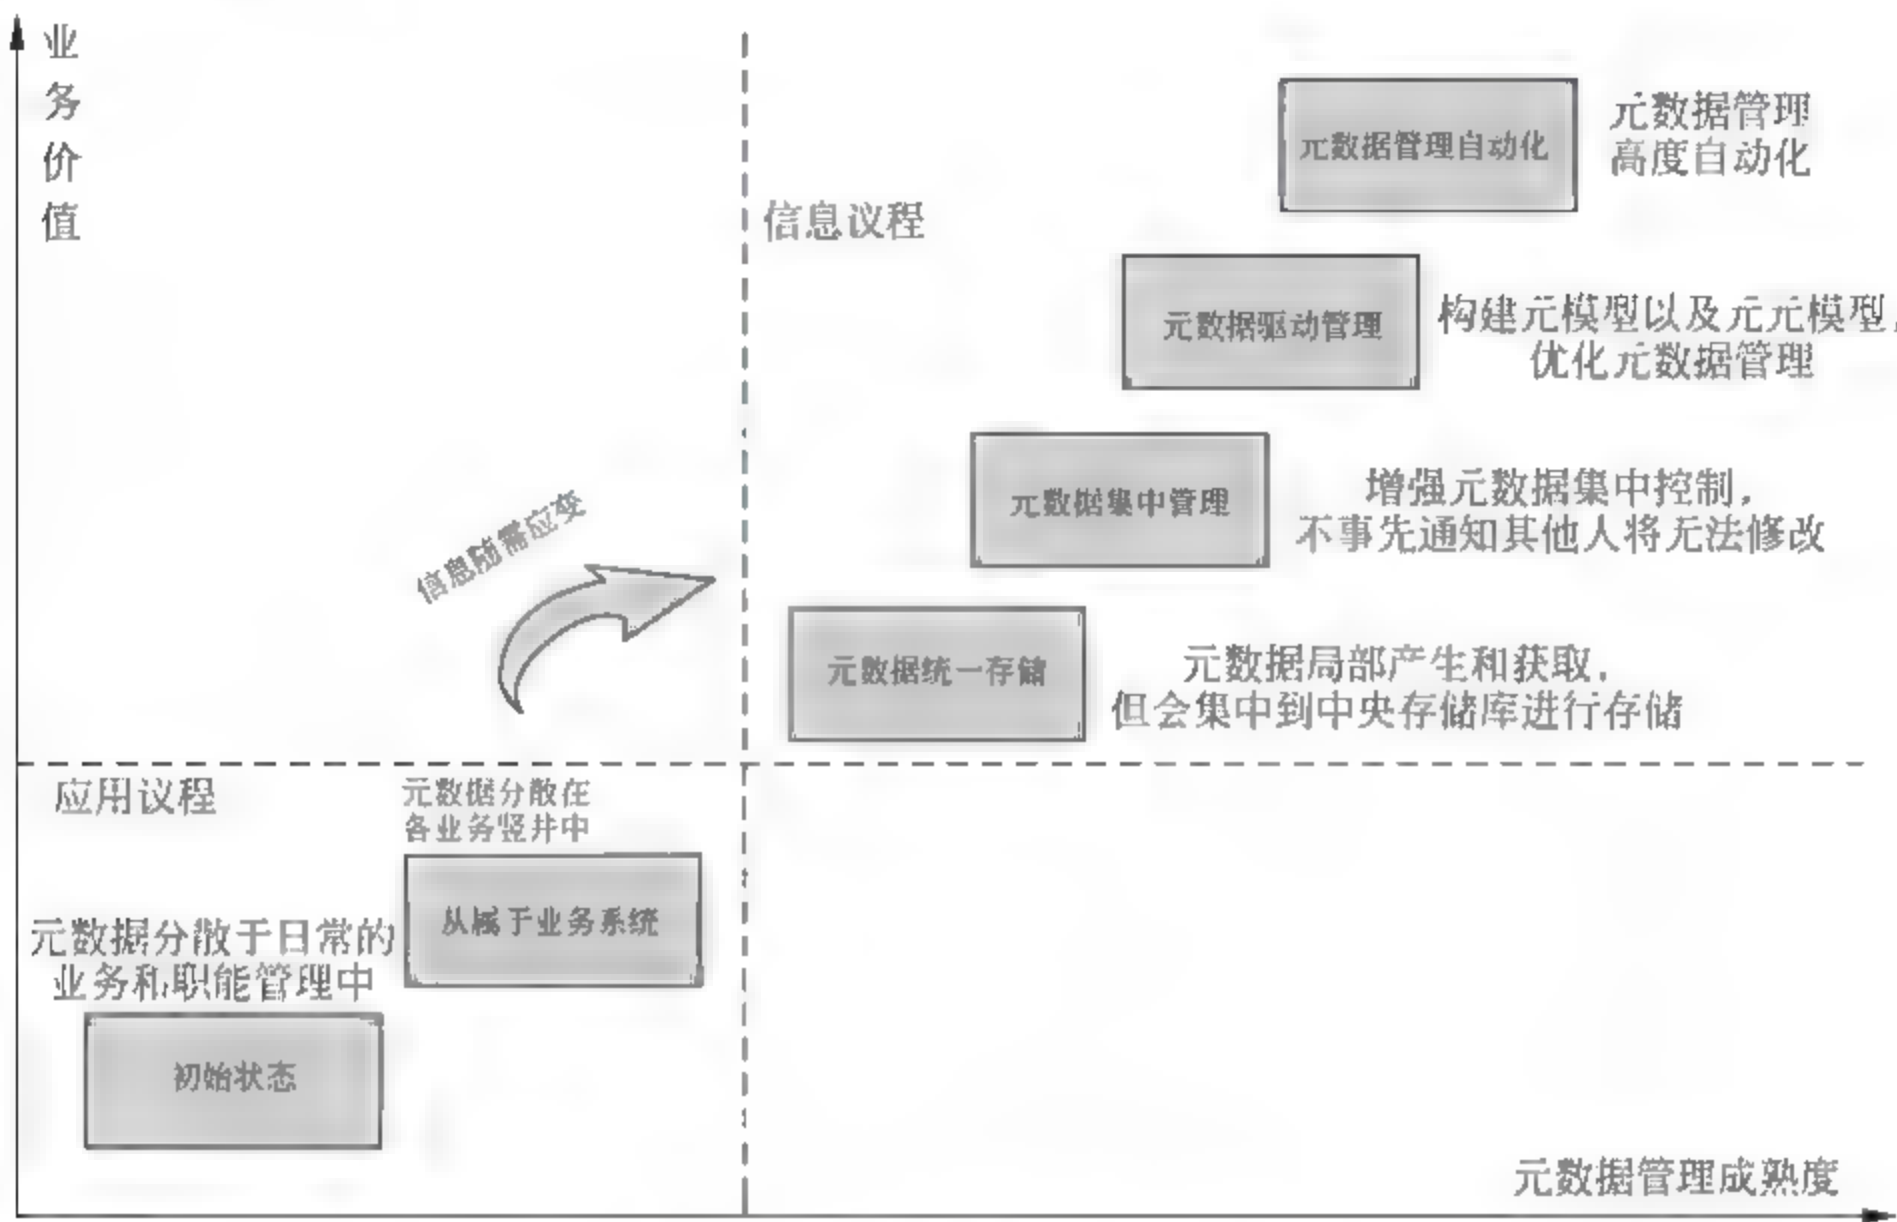 业务价值
元数据管理自动化
元数据管理
高度自动化
信息议程
元数据驱动管理
构建元模型以及元元模型,
优化元数据管理
元数据集中管理
增强元数据集中控制,
不事先通知其他人将无法修改
信息随需应变
元数据统一存储
元数据局部产生和获取,
但会集中到中央存储库进行存储
应用议程
元数据分散在
各业务竖井中
从属于业务系统
元数据分散于日常的
业务和职能管理中
初始状态
元数据管理成熟度